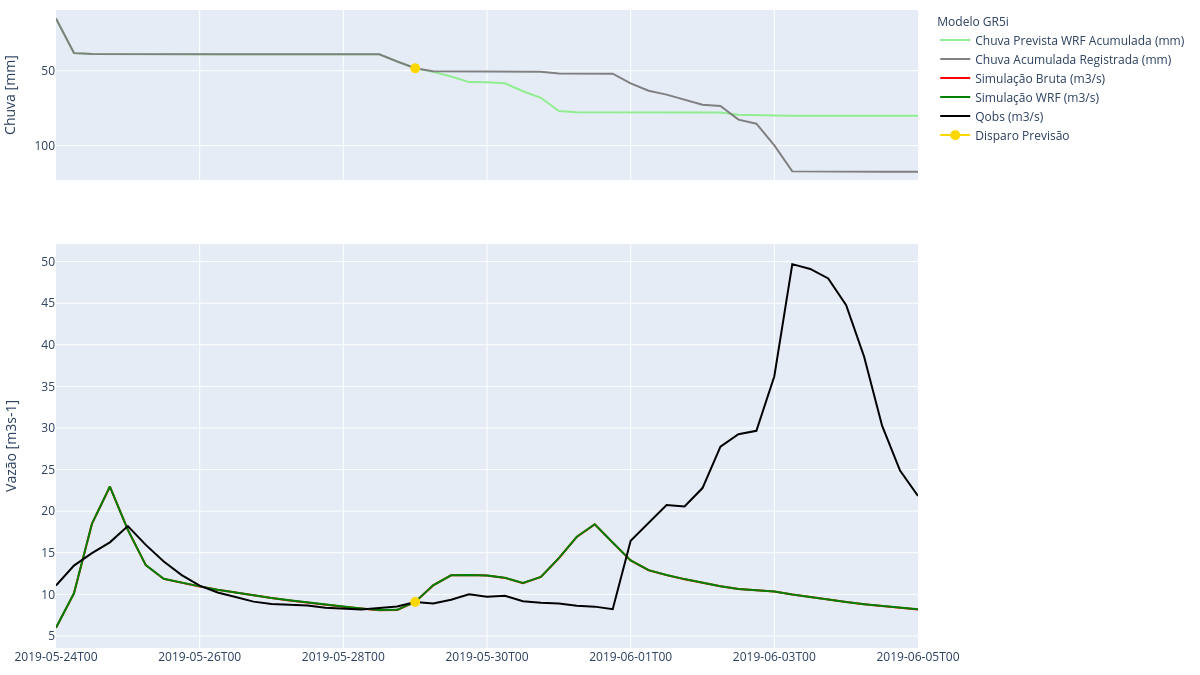 Modelo GR5i
Chuva Prevista WRF Acumulada (mm)
Chuva Acumulada Registrada (mm)
Simulação Bruta (m3/s)
Simulação WRF (m3/s)
Qobs (m3/s)
Disparo Previsão
Chuva [mm]
50
100
Vazão [m3s-1]
50
45
40
35
30
25
20
15
10
5
2019-05-24T00
2019-05-26T00
2019-05-28T00
2019-05-30T00
2019-06-01T00
2019-06-03T00
2019-06-05T00